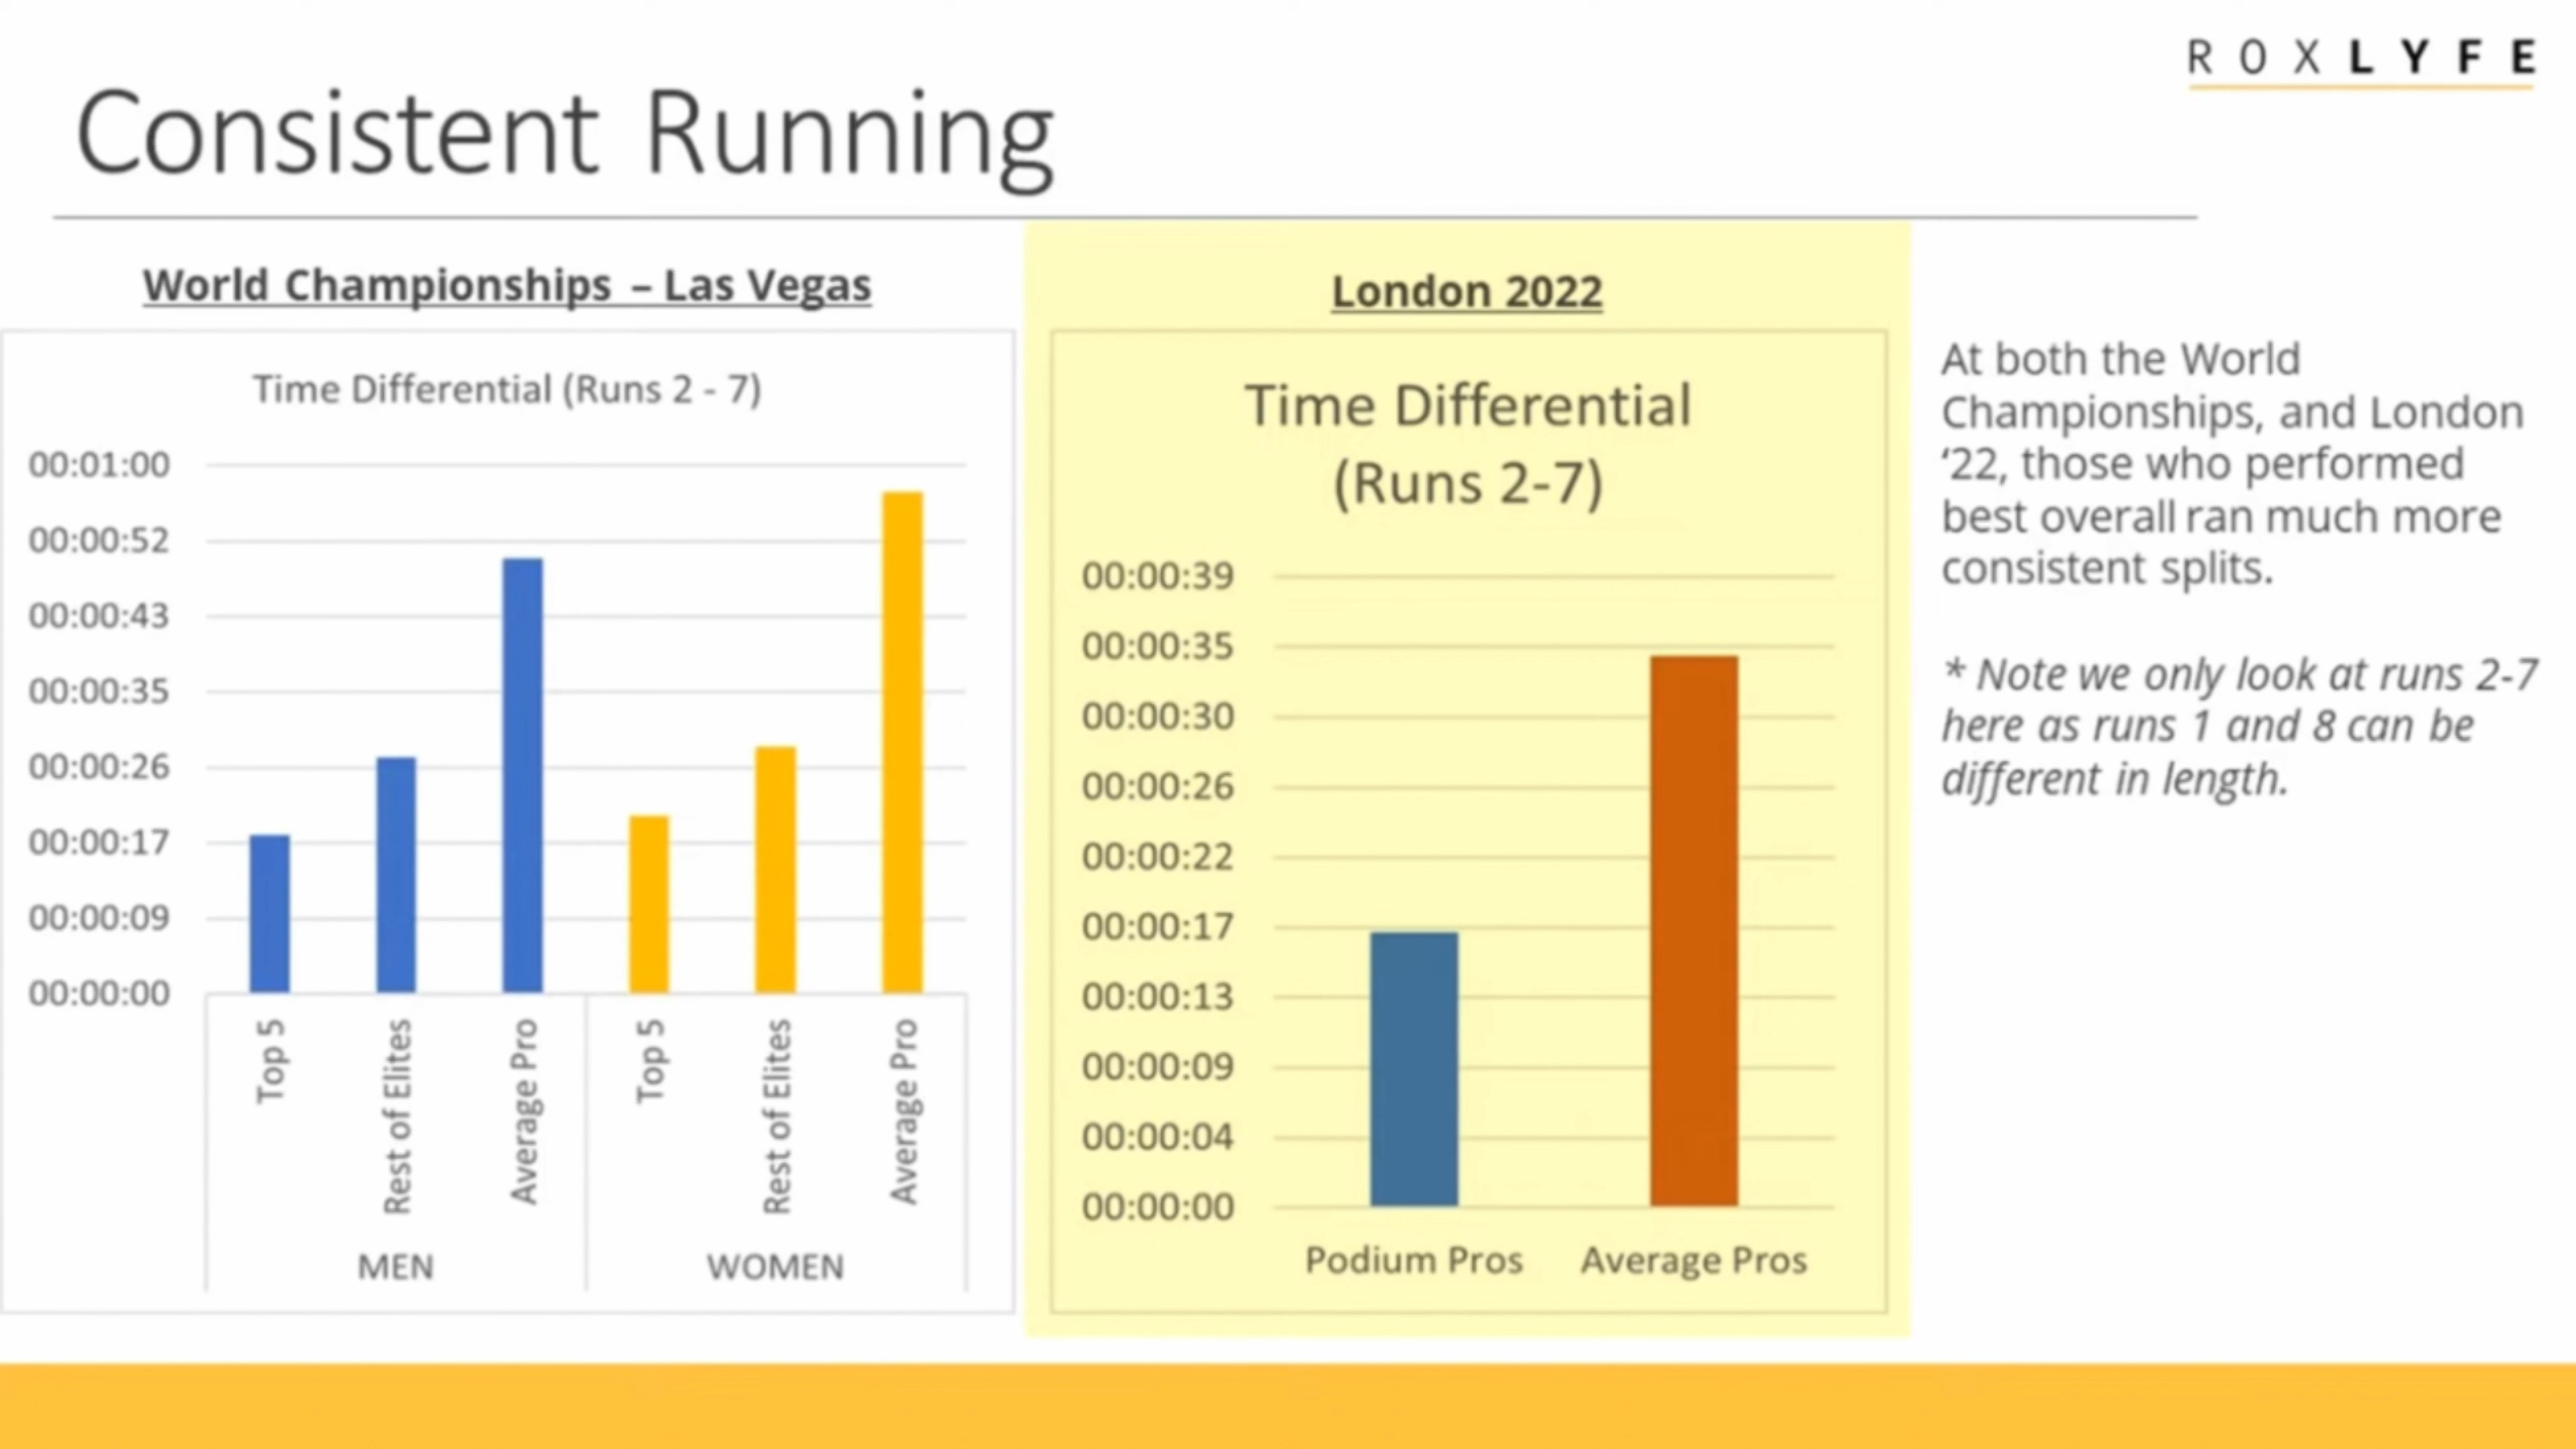 ROXLYFE
Consistent Running
World Championships – Las Vegas
Time Differential (Runs 2 - 7)
00:01:00
00:00:52
00:00:43
00:00:35
00:00:26
00:00:17
00:00:09
00:00:00
Top 5
Rest of Elites
Average Pro
Top 5
Rest of Elites
Average Pro
MEN
WOMEN
London 2022
Time Differential
(Runs 2-7)
00:00:39
00:00:35
00:00:30
00:00:26
00:00:22
00:00:17
00:00:13
00:00:09
00:00:04
00:00:00
Podium Pros
Average Pros
At both the World
Championships, and London
‘22, those who performed
best overall ran much more
consistent splits.
* Note we only look at runs 2-7
here as runs 1 and 8 can be
different in length.